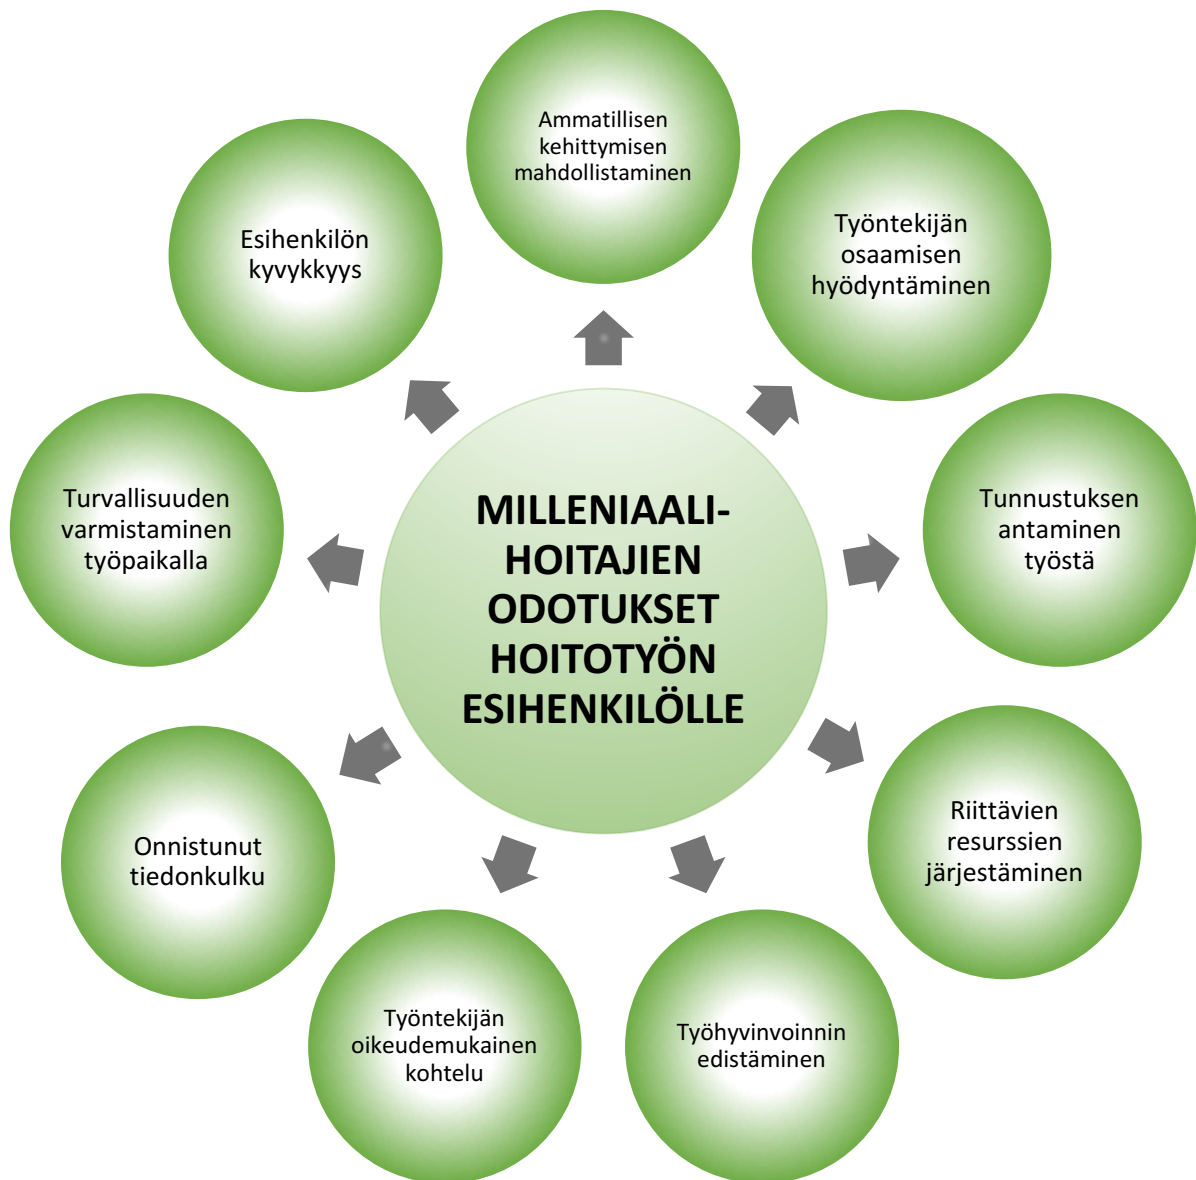 Ammatillisen
kehittymisen
mahdollistaminen
Työntekijän
osaamisen
hyödyntäminen
Tunnustuksen
antaminen
työstä
Riittävien
resurssien
järjestäminen
Työhyvinvoinnin
edistäminen
Työntekijän
oikeudemukainen
kohtelu
Onnistunut
tiedonkulku
Turvallisuuden
varmistaminen
työpaikalla
Esihenkilön
kyvykkyys
MILLENIAALI-
HOITAJIEN
ODOTUKSET
HOITOTYÖN
ESIHENKILÖLLE